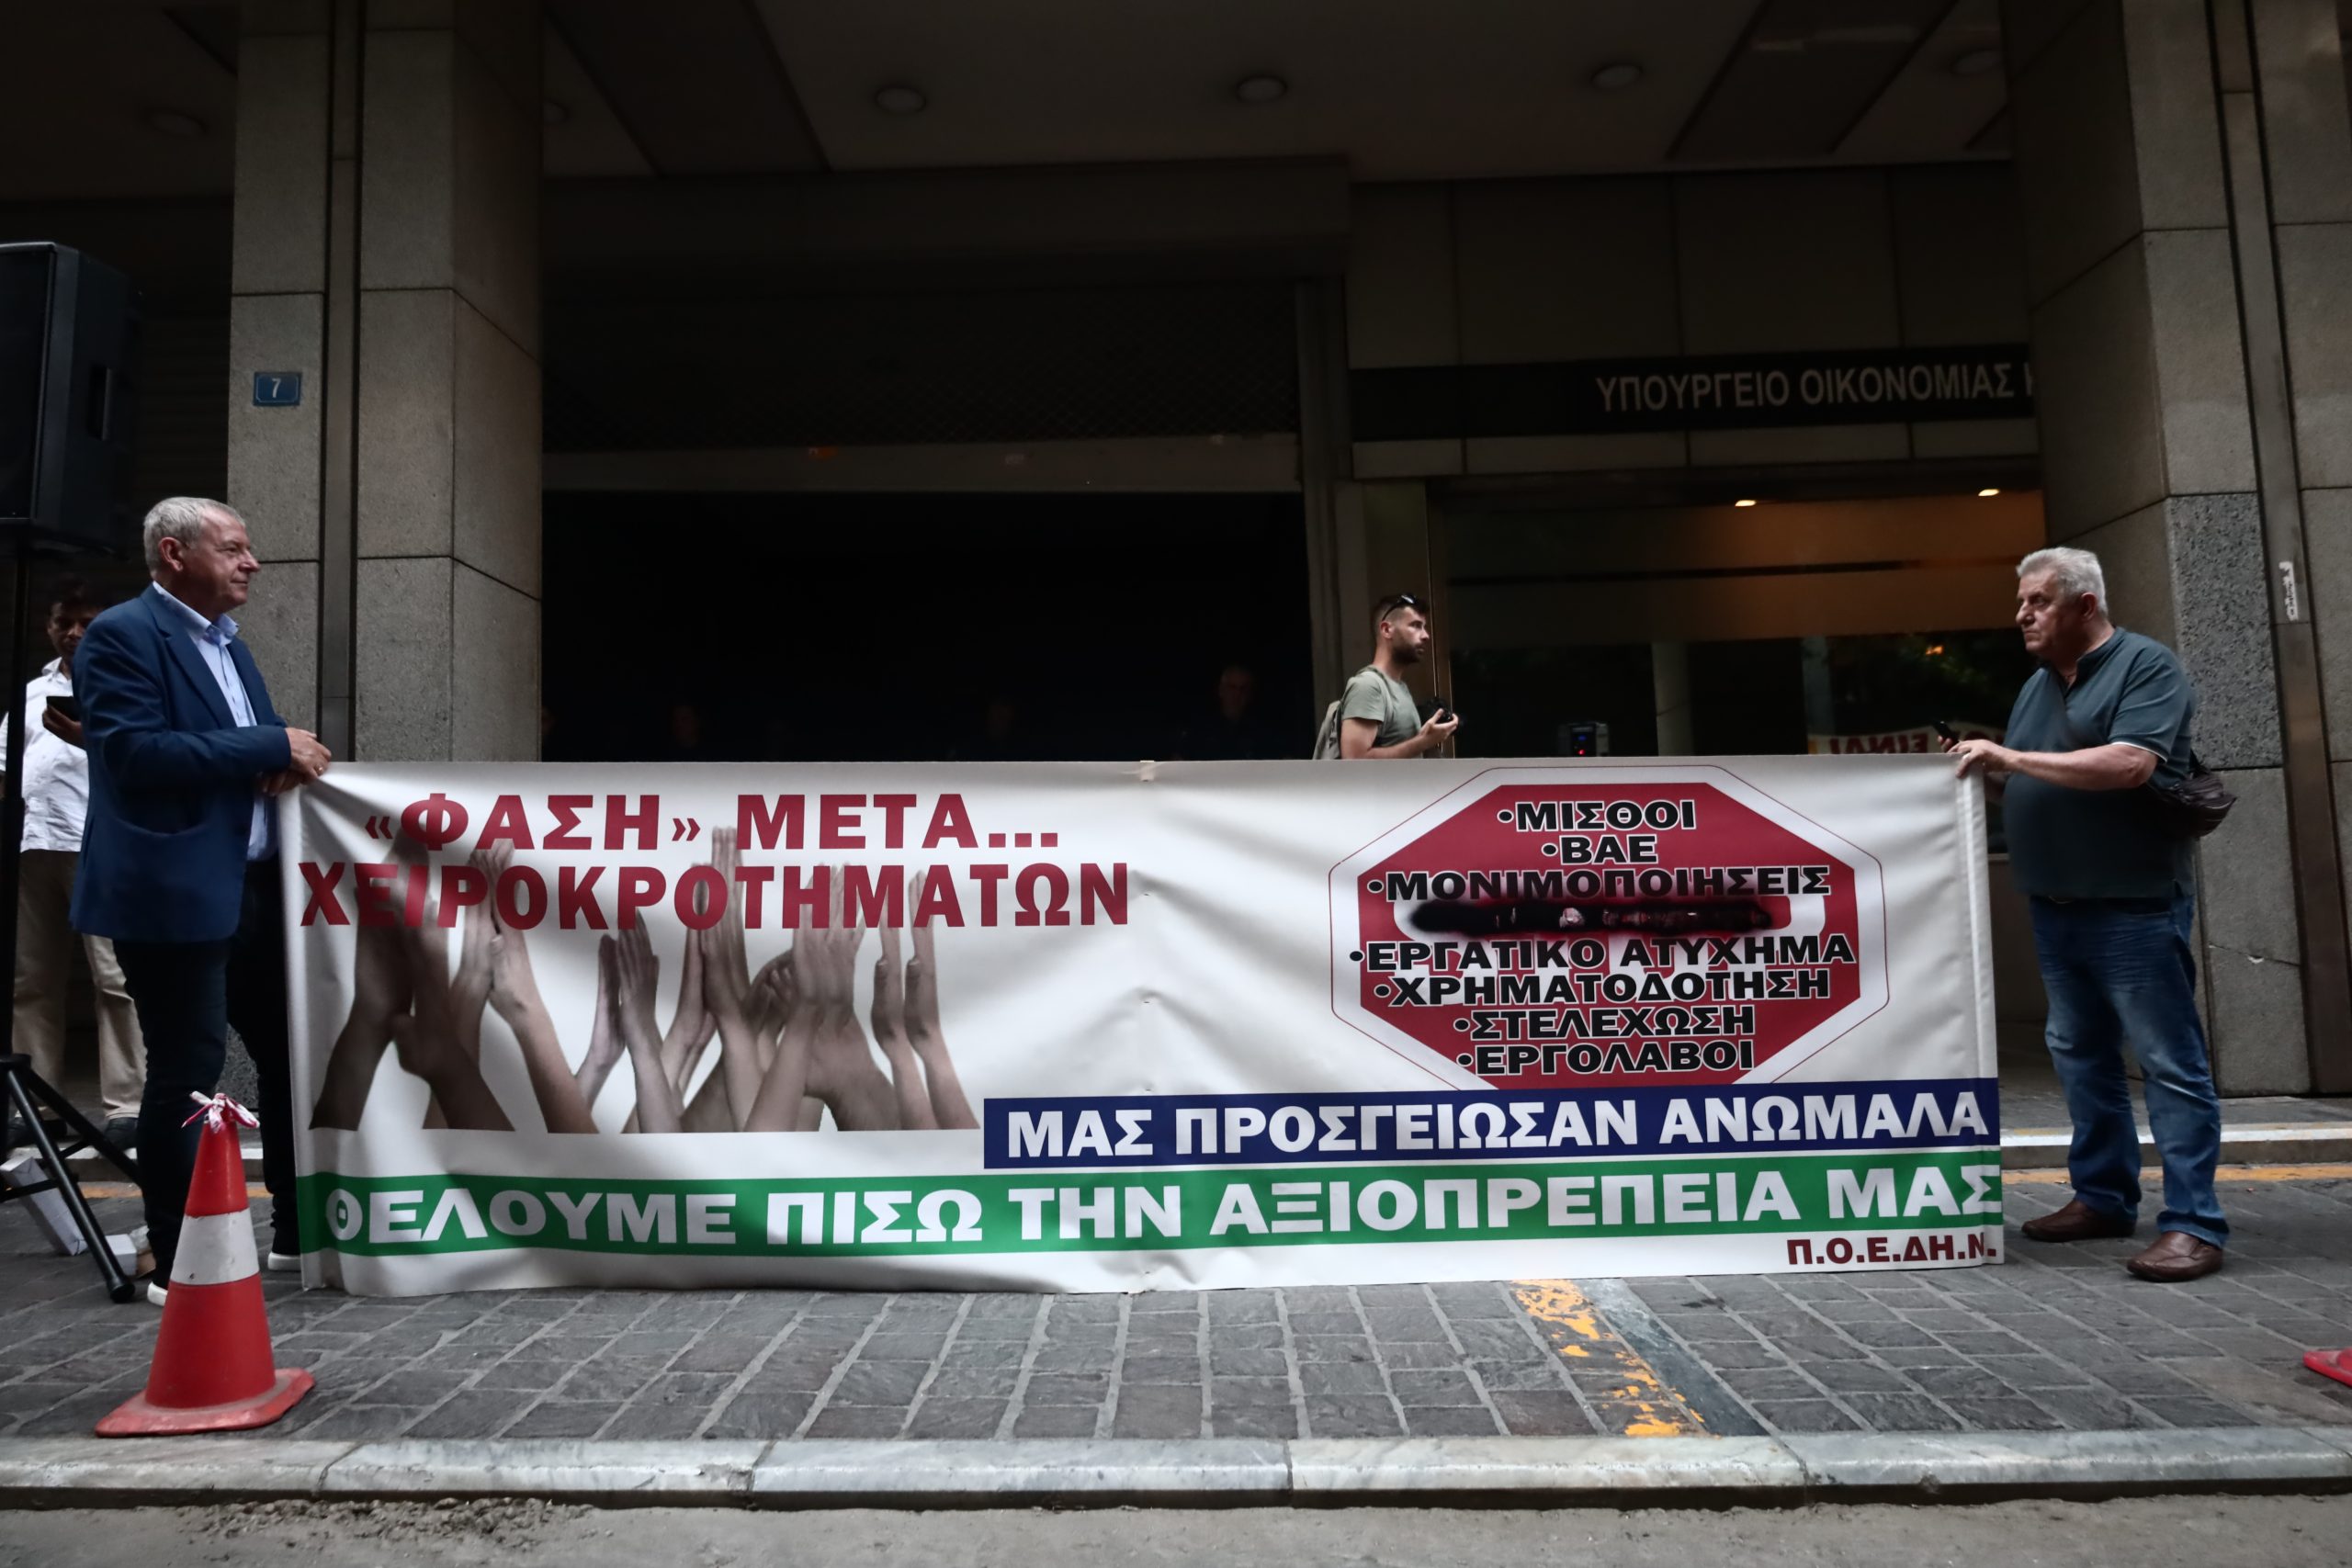 7
ΥΠΟΥΡΓΕΙΟ ΟΙΚΟΝΟΜΙΑΣ
«ΦΑΣΗ» ΜΕΤΑ...
ΧΕΙΡΟΚΡΟΤΗΜΑΤΩΝ
•ΜΙΣΘΟΙ
•ΒΑΕ
•ΜΟΝΙΜΟΠΟΙΗΣΕΙΣ
•ΕΡΓΑΤΙΚΟ ΑΤΥΧΗΜΑ
•ΧΡΗΜΑΤΟΔΟΤΗΣΗ
•ΣΤΕΛΕΧΩΣΗ
•ΕΡΓΟΛΑΒΟΙ
ΜΑΣ ΠΡΟΣΓΕΙΩΣΑΝ ΑΝΩΜΑΛΑ
ΘΕΛΟΥΜΕ ΠΙΣΩ ΤΗΝ ΑΞΙΟΠΡΕΠΕΙΑ ΜΑΣ
Π.Ο.Ε.ΔΗ.Ν.